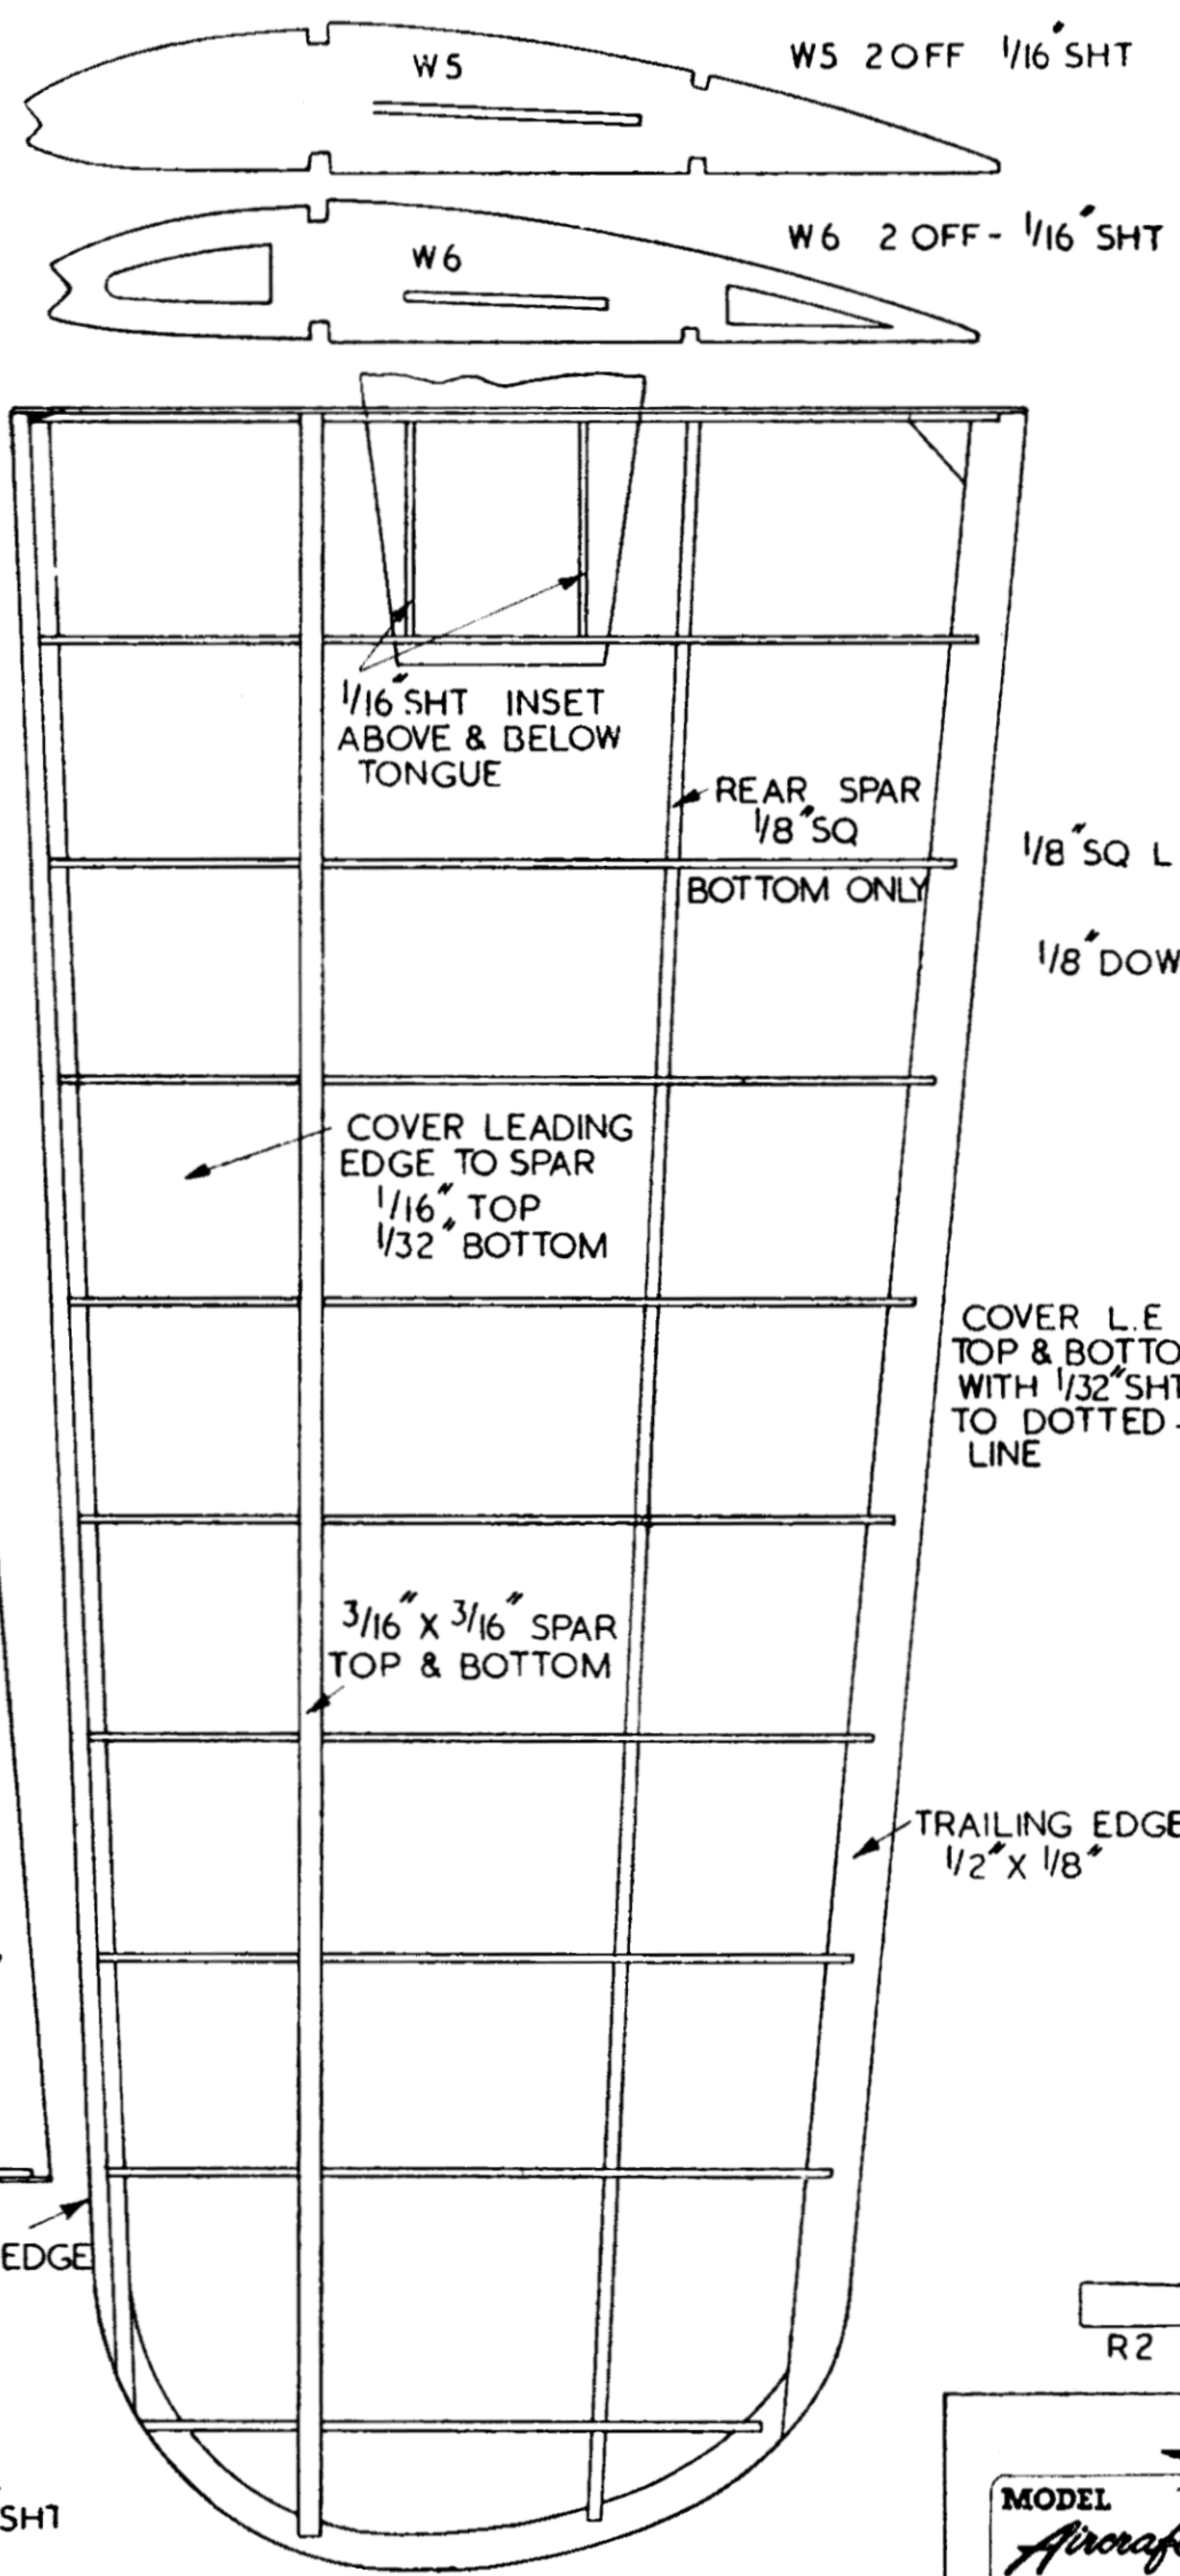 W5
W5 2OFF 1/16" SHT
W6
W6 2 OFF- 1/16" SHT
1/16" SHT INSET
ABOVE & BELOW
TONGUE
REAR SPAR
1/8" SQ
BOTTOM ONLY
1/8" SQ L
1/8" DOW
COVER LEADING
EDGE TO SPAR
1/16" TOP
1/32" BOTTOM
COVER L.E
TOP & BOTTO
WITH 1/32" SHT
TO DOTTED
LINE
3/16" X 3/16" SPAR
TOP & BOTTOM
TRAILING EDGE
1/2" X 1/8"
EDGE
R2
SHT
MODEL
Aircraf